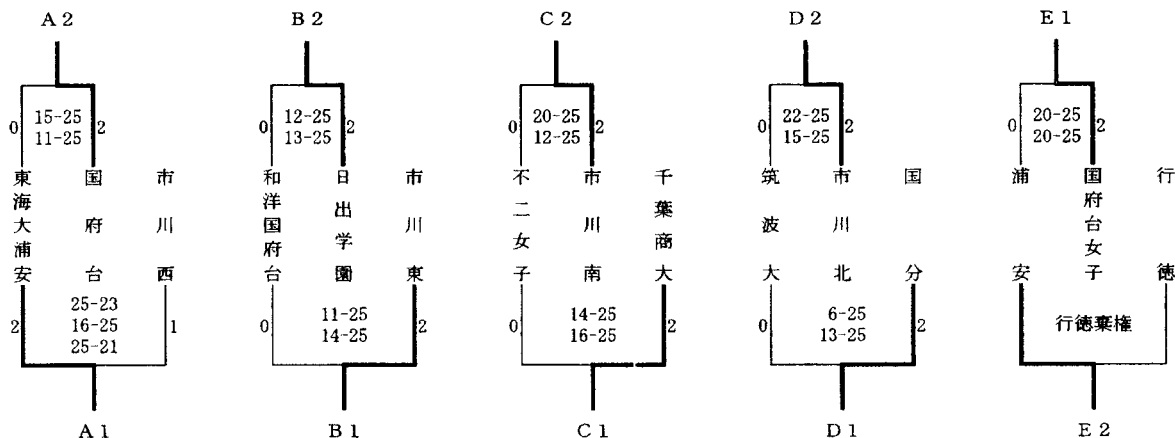 A2 B2 C2 D2 E1
0 15-25 2 0 12-25 2 0 20-25 2 0 22-25 2 0 20-25 2
11-25 13-25 12-25 15-25 20-25
東海大浦安 国府台 市川西 和洋国府台 日出学園 市川東 不二女子 市川南 千葉商大 筑波大 市川北 国分 浦安 国府台女子 行徳
25-23
2 16-25 1 0 11-25 2 0 14-25 2 0 6-25 2 行徳棄権
25-21 14-25 16-25 13-25
A1 B1 C1 D1 E2